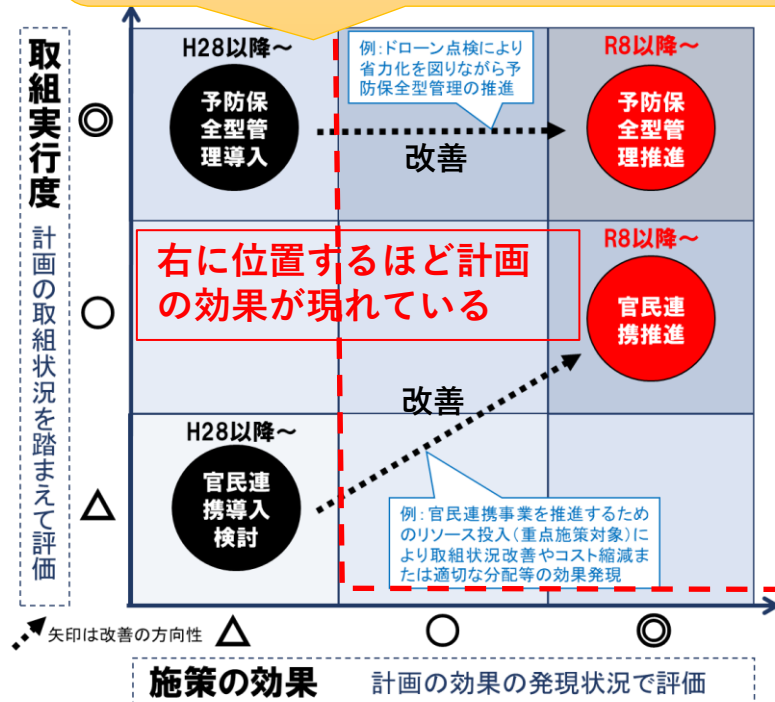 取組実行度
計画の取組状況を踏まえて評価
◎
○
△
H28以降～
予防保
全型管
理導入
例：ドローン点検により
省力化を図りながら予
防保全型管理の推進
改善
R8以降～
予防保
全型管
理推進
右に位置するほど計画
の効果が現れている
R8以降～
官民連
携推進
改善
H28以降～
官民連
携導入
検討
例：官民連携事業を推進するため
のリソース投入（重点施策対象）に
より取組状況改善やコスト縮減ま
たは適切な分配等の効果発現
矢印は改善の方向性
△
○
◎
施策の効果 計画の効果の発現状況で評価